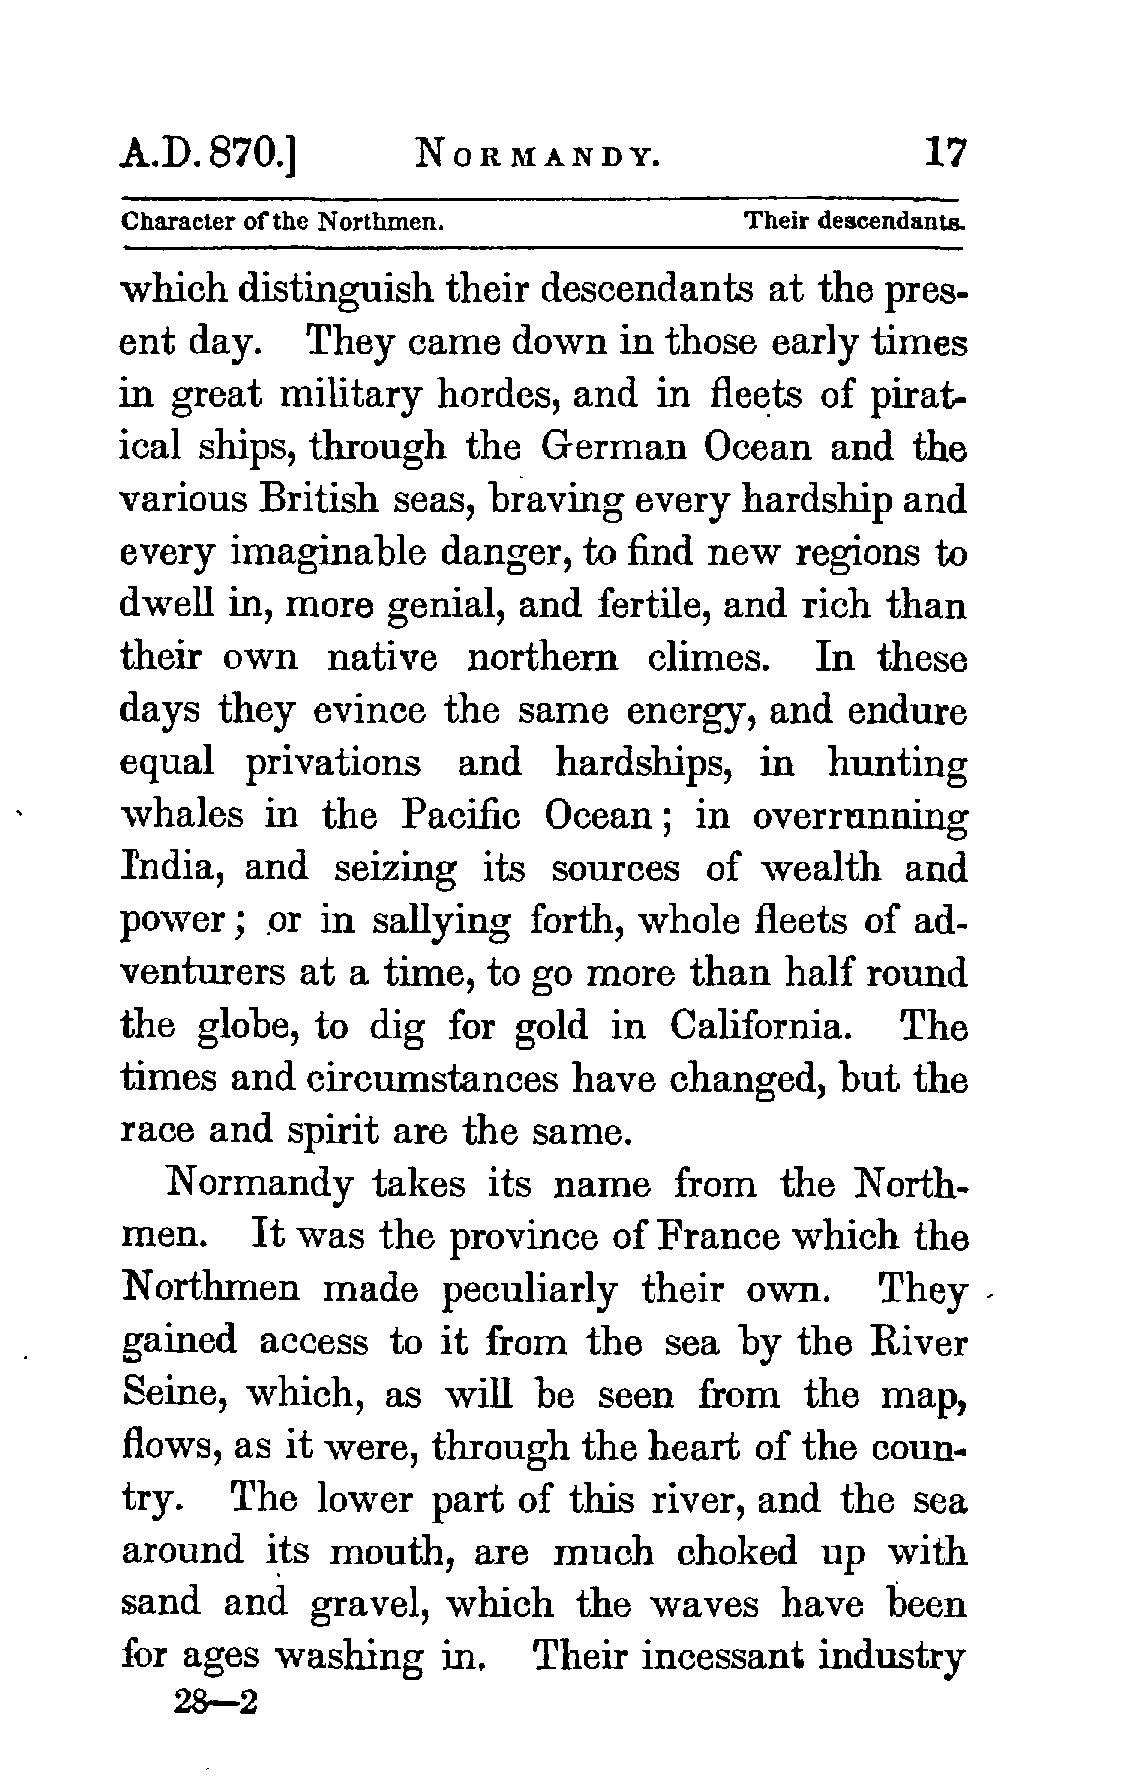 A.D. 870.] NORMANDY. 17
Character of the Northmen. Their descendants.
which distinguish their descendants at the pres-
ent day. They came down in those early times
in great military hordes, and in fleets of pirat-
ical ships, through the German Ocean and the
various British seas, braving every hardship and
every imaginable danger, to find new regions to
dwell in, more genial, and fertile, and rich than
their own native northern climes. In these
days they evince the same energy, and endure
equal privations and hardships, in hunting
whales in the Pacific Ocean; in overrunning
India, and seizing its sources of wealth and
power; or in sallying forth, whole fleets of ad-
venturers at a time, to go more than half round
the globe, to dig for gold in California. The
times and circumstances have changed, but the
race and spirit are the same.
Normandy takes its name from the North-
men. It was the province of France which the
Northmen made peculiarly their own. They
gained access to it from the sea by the River
Seine, which, as will be seen from the map,
flows, as it were, through the heart of the coun-
try. The lower part of this river, and the sea
around its mouth, are much choked up with
sand and gravel, which the waves have been
for ages washing in. Their incessant industry
28—2